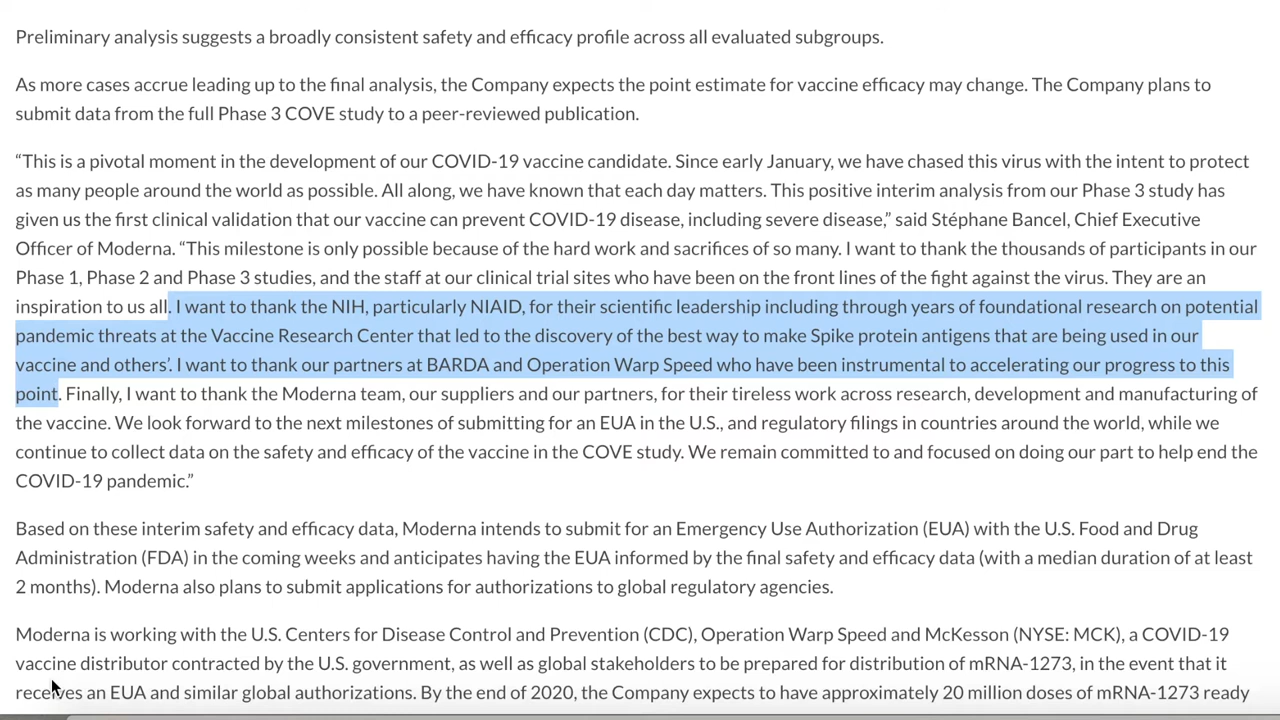 Preliminary analysis suggests a broadly consistent safety and efficacy profile across all evaluated subgroups.
As more cases accrue leading up to the final analysis, the Company expects the point estimate for vaccine efficacy may change. The Company plans to
submit data from the full Phase 3 COVE study to a peer-reviewed publication.
“This is a pivotal moment in the development of our COVID-19 vaccine candidate. Since early January, we have chased this virus with the intent to protect
as many people around the world as possible. All along, we have known that each day matters. This positive interim analysis from our Phase 3 study has
given us the first clinical validation that our vaccine can prevent COVID-19 disease, including severe disease,” said Stéphane Bancel, Chief Executive
Officer of Moderna. “This milestone is only possible because of the hard work and sacrifices of so many. I want to thank the thousands of participants in our
Phase 1, Phase 2 and Phase 3 studies, and the staff at our clinical trial sites who have been on the front lines of the fight against the virus. They are an
inspiration to us all. I want to thank the NIH, particularly NIAID, for their scientific leadership including through years of foundational research on potential
pandemic threats at the Vaccine Research Center that led to the discovery of the best way to make Spike protein antigens that are being used in our
vaccine and others’. I want to thank our partners at BARDA and Operation Warp Speed who have been instrumental to accelerating our progress to this
point. Finally, I want to thank the Moderna team, our suppliers and our partners, for their tireless work across research, development and manufacturing of
the vaccine. We look forward to the next milestones of submitting for an EUA in the U.S., and regulatory filings in countries around the world, while we
continue to collect data on the safety and efficacy of the vaccine in the COVE study. We remain committed to and focused on doing our part to help end the
COVID-19 pandemic.”
Based on these interim safety and efficacy data, Moderna intends to submit for an Emergency Use Authorization (EUA) with the U.S. Food and Drug
Administration (FDA) in the coming weeks and anticipates having the EUA informed by the final safety and efficacy data (with a median duration of at least
2 months). Moderna also plans to submit applications for authorizations to global regulatory agencies.
Moderna is working with the U.S. Centers for Disease Control and Prevention (CDC), Operation Warp Speed and McKesson (NYSE: MCK), a COVID-19
vaccine distributor contracted by the U.S. government, as well as global stakeholders to be prepared for distribution of mRNA-1273, in the event that it
receives an EUA and similar global authorizations. By the end of 2020, the Company expects to have approximately 20 million doses of mRNA-1273 ready